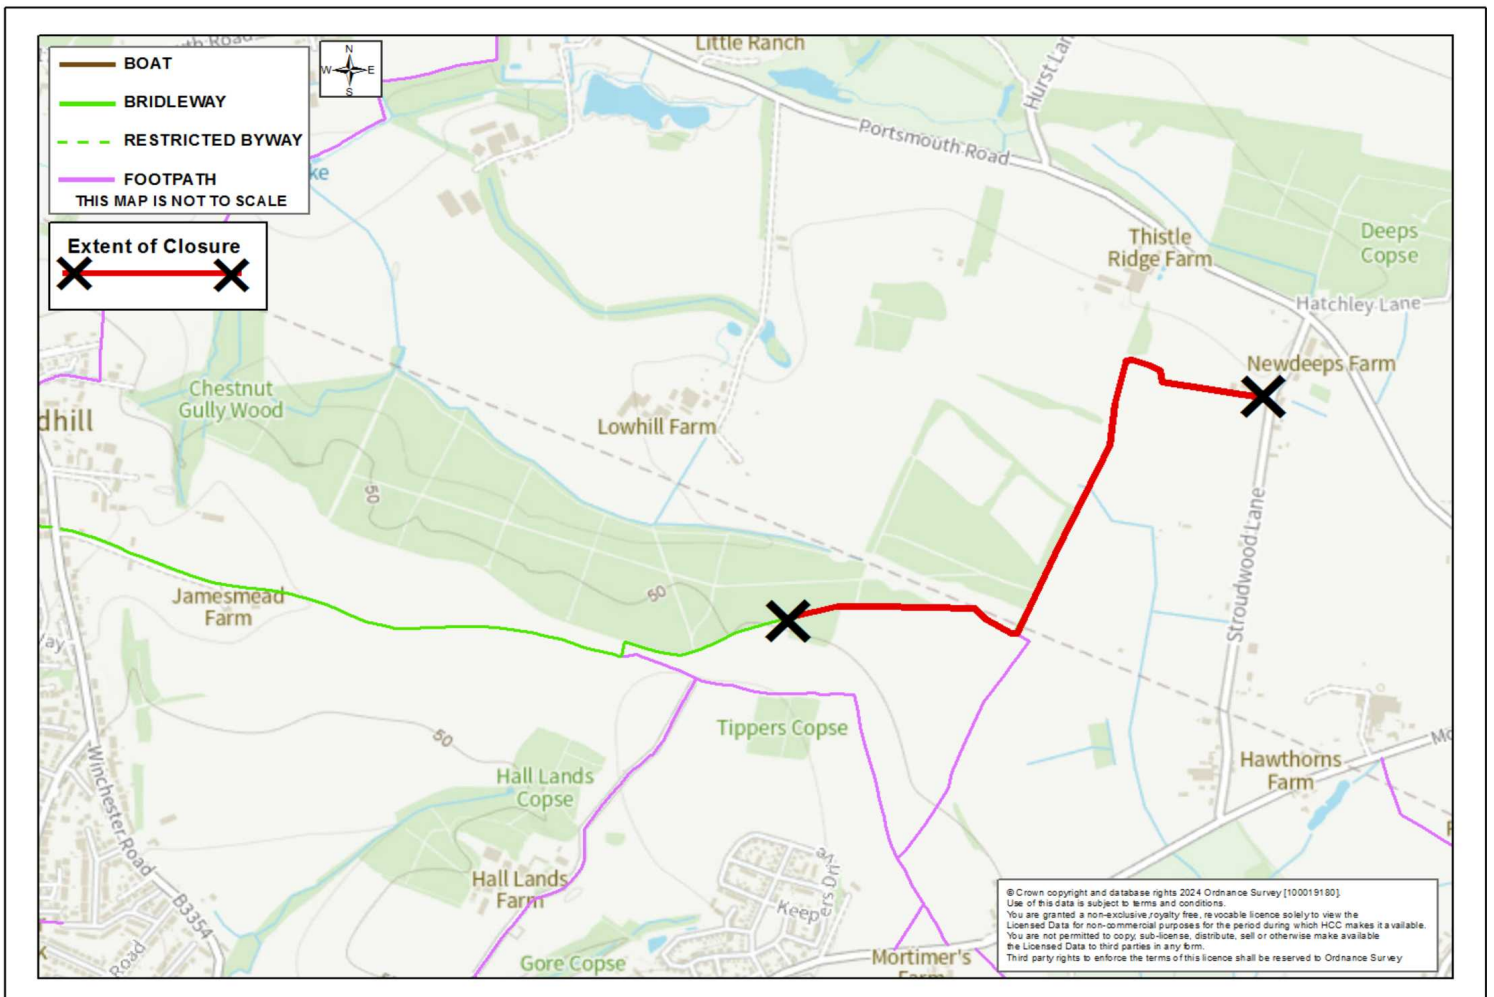 BOAT
BRIDLEWAY
RESTRICTED BYWAY
FOOTPATH
THIS MAP IS NOT TO SCALE
N
W
E
S
Extent of Closure
Little Ranch
Hurst Lan
Portsmouth Road
ke
Thistle
Ridge Farm
Deeps
Copse
Hatchley Lane
Newdeeps Farm
Chestnut
Gully Wood
dhill
Lowhill Farm
50
50
Stroudwood Lane
Jamesmead
Farm
ay
50
Tippers Copse
Hall Lands
Copse
Hawthorns
Farm
Mo
Winchester Road
Hall Lands
Farm
Keepers Drive
B3354
Road
k
Gore Copse
Mortimer's
Farm
© Crown copyright and database rights 2024 Ordnance Survey [100019180].
Use of this data is subject to terms and conditions.
You are granted a non-exclusive,royalty free, revocable licence solely to view the
Licensed Data for non-commercial purposes for the period during which HCC makes it available.
You are not permitted to copy, sub-license, distribute, sell or otherwise make available
the Licensed Data to third parties in any form.
Third party rights to enforce the terms of this licence shall be reserved to Ordnance Survey